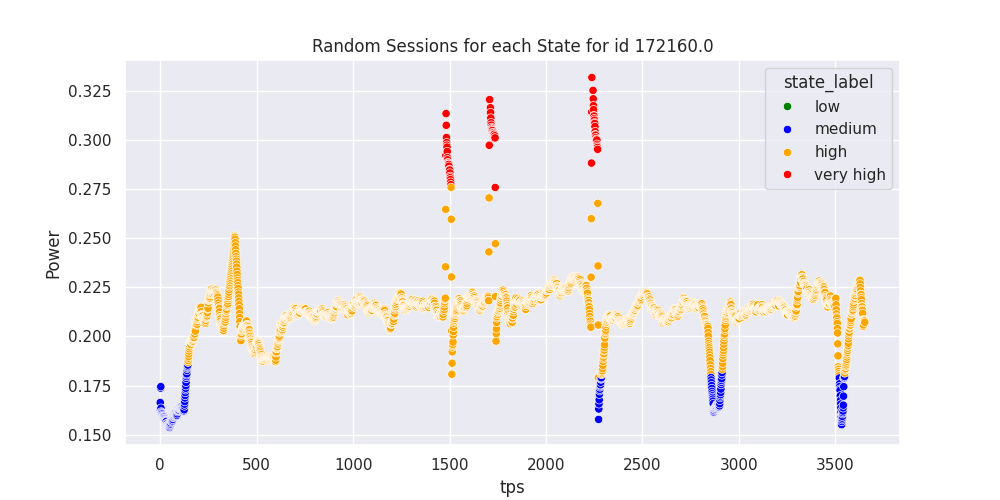 Random Sessions for each State for id 172160.0
state_label
low
medium
high
very high
Power
0.325
0.300
0.275
0.250
0.225
0.200
0.175
0.150
0
500
1000
1500
2000
2500
3000
3500
tps